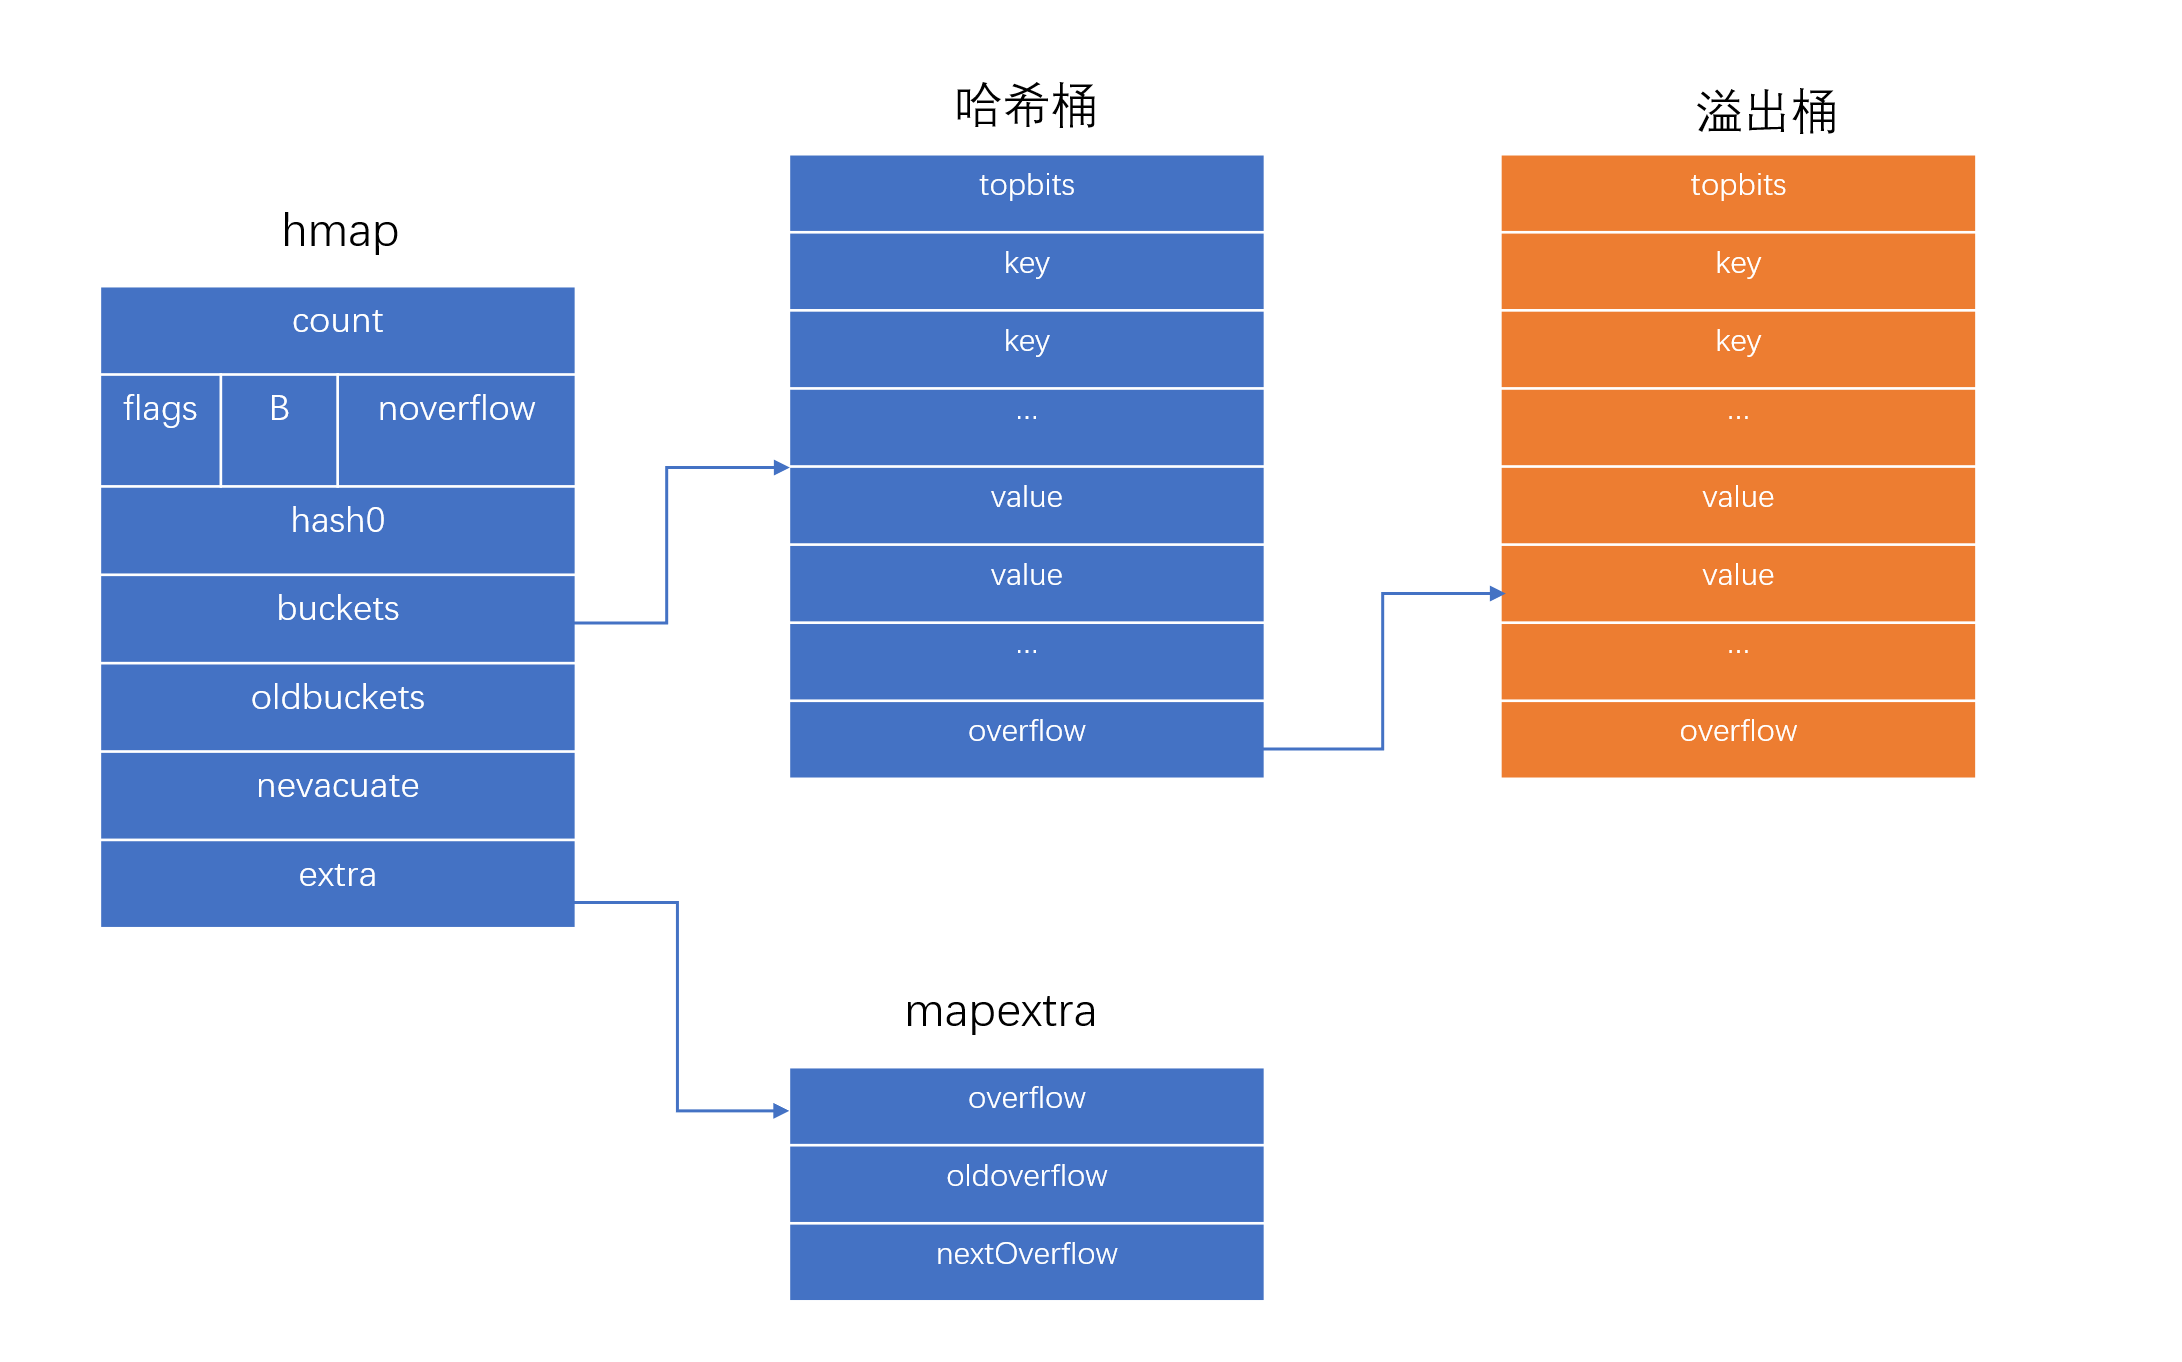 hmap
count
flags B noverflow
hash0
buckets
oldbuckets
nevacuate
extra
哈希桶
topbits
key
key
...
value
value
...
overflow
溢出桶
topbits
key
key
...
value
value
...
overflow
mapextra
overflow
oldoverflow
nextOverflow